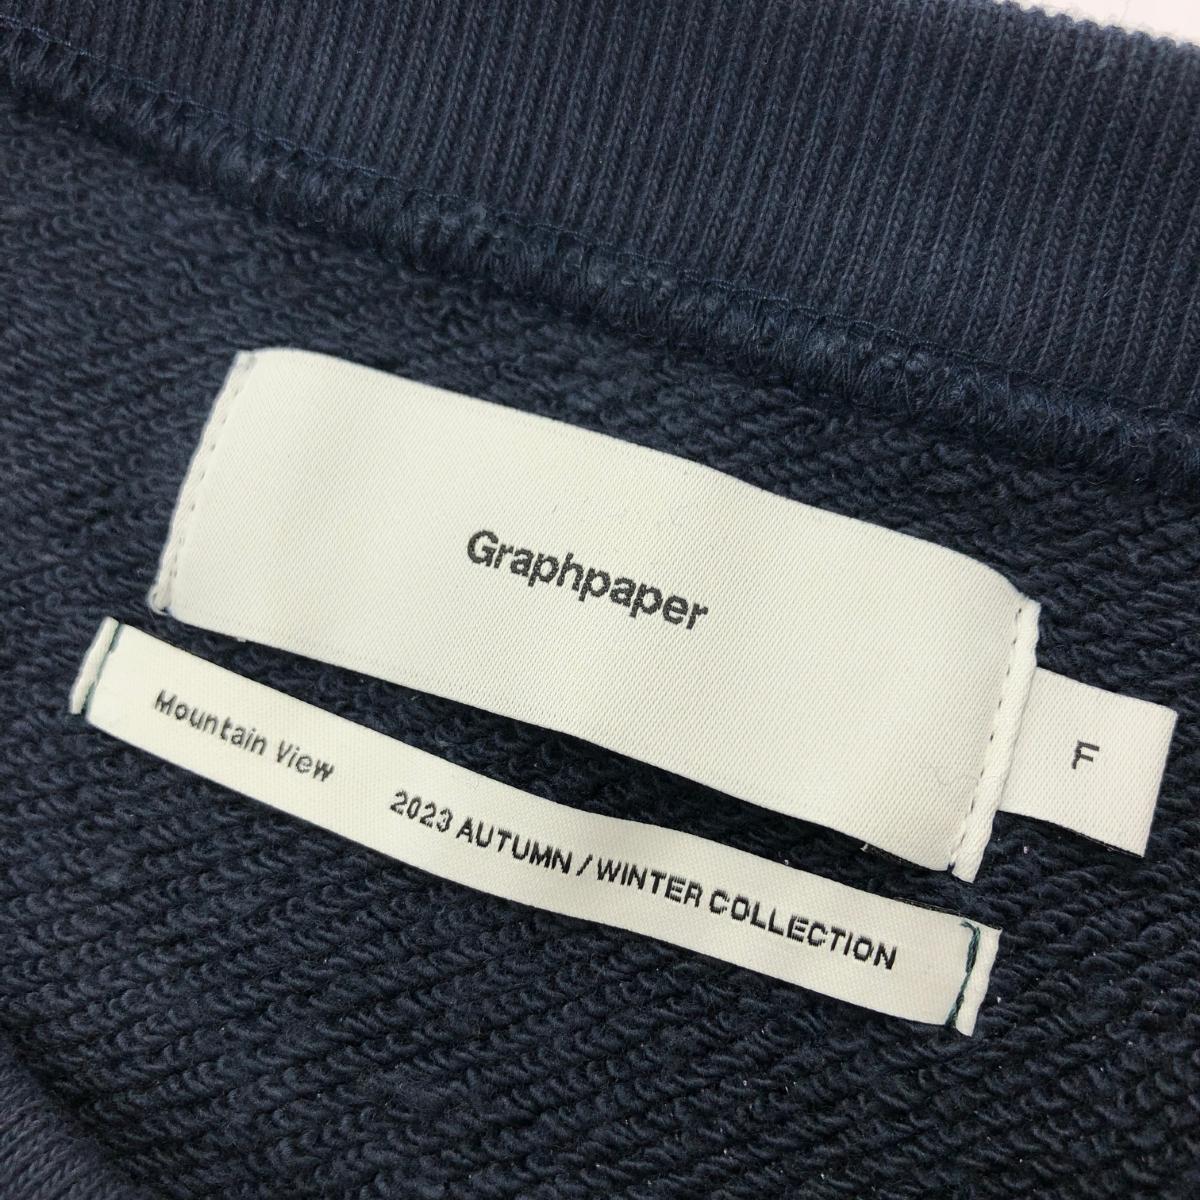 Graphpaper
F
Mountain View 2023 AUTUMN / WINTER COLLECTION